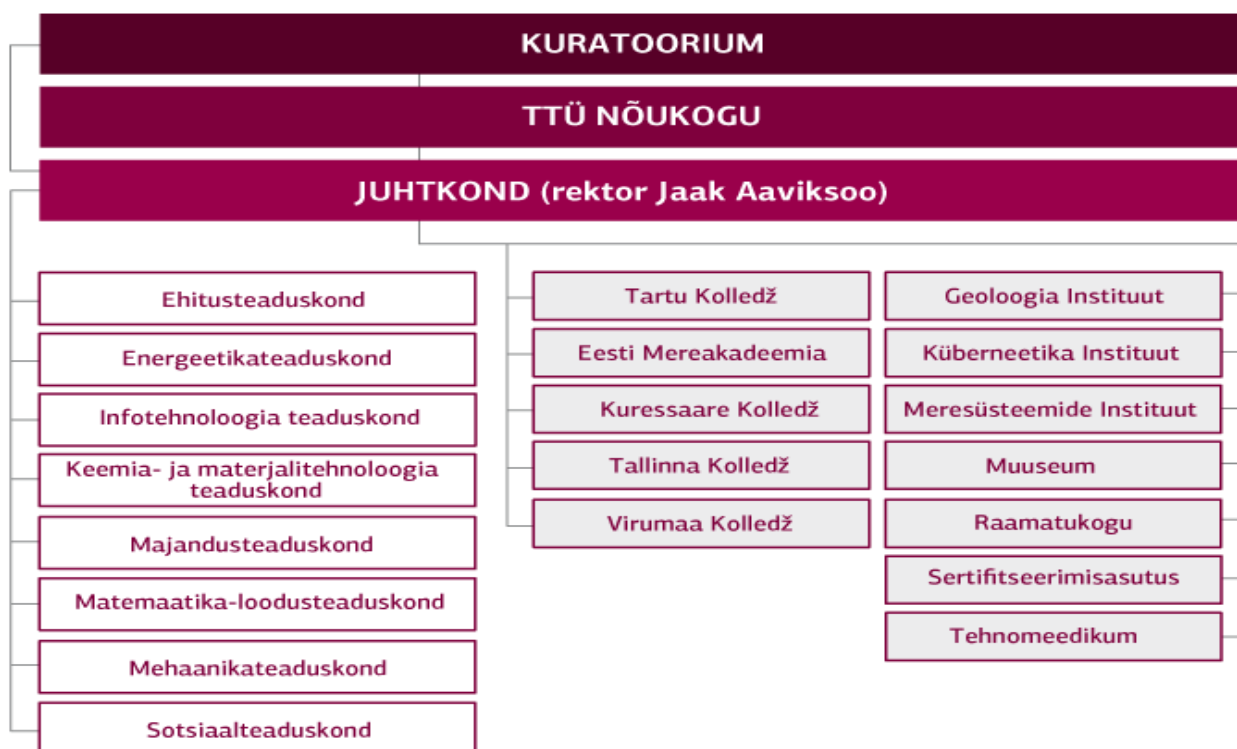 KURATOORIUM
TTÜ NÕUKOGU
JUHTKOND (rektor Jaak Aaviksoo)
Ehitusteaduskond
Energeetikateaduskond
Infotehnoloogia teaduskond
Keemia- ja materjalitehnoloogia
teaduskond
Majandusteaduskond
Matemaatika-loodusteaduskond
Mehaanikateaduskond
Sotsiaalteaduskond
Tartu Kolledž
Eesti Mereakadeemia
Kuressaare Kolledž
Tallinna Kolledž
Virumaa Kolledž
Geoloogia Instituut
Küberneetika Instituut
Meresüsteemide Instituut
Muuseum
Raamatukogu
Sertifitseerimisasutus
Tehnomeedikum